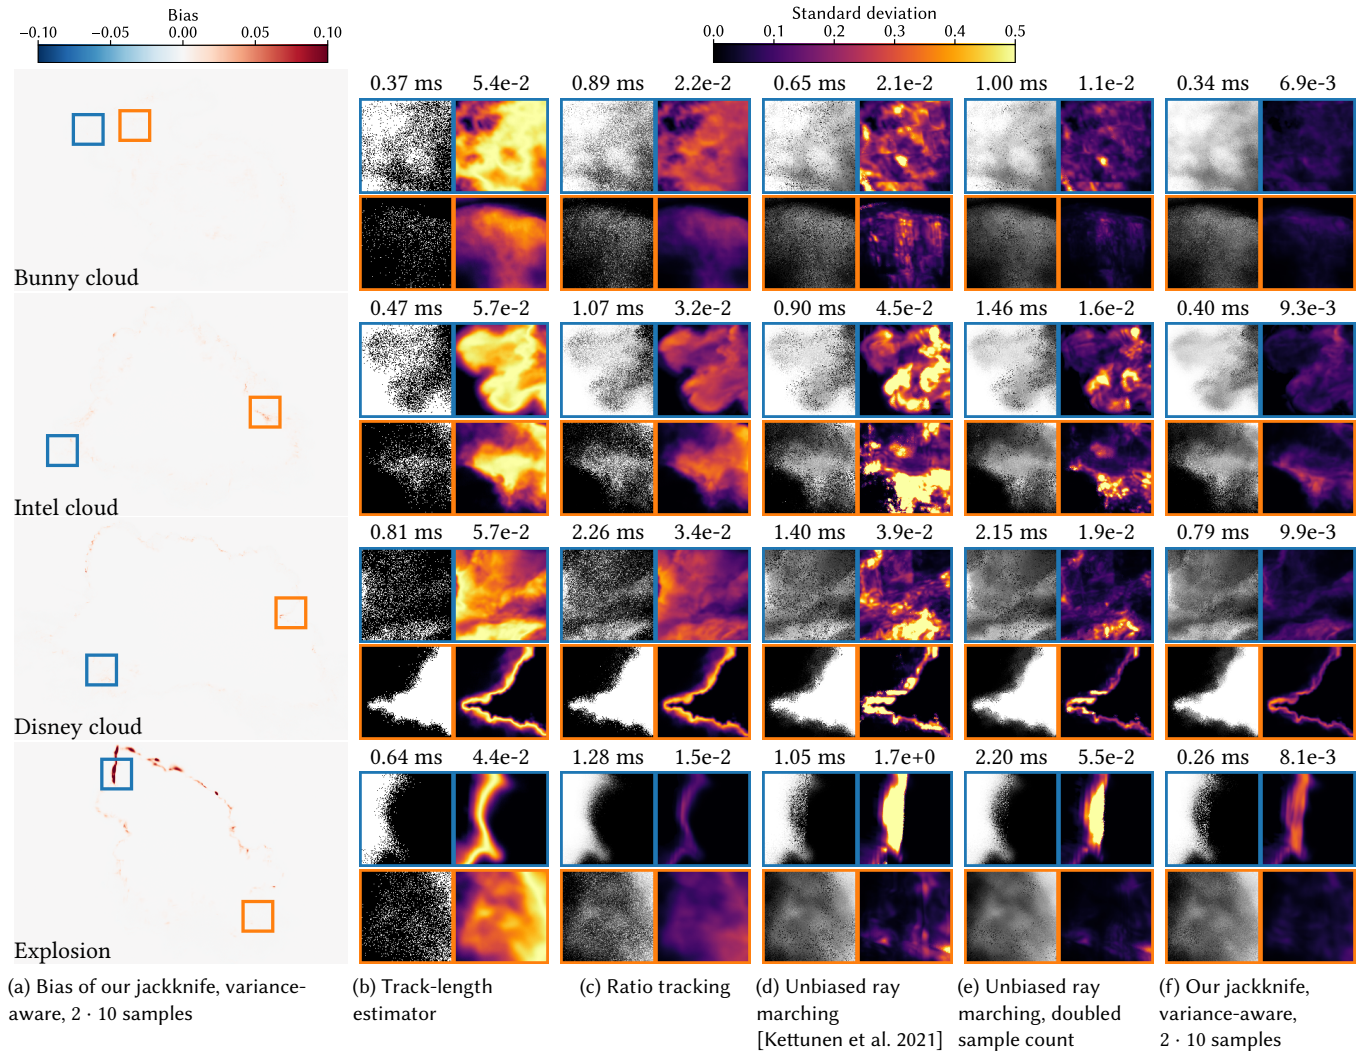 Bias
−0.10 −0.05 0.00 0.05 0.10
Standard deviation
0.0 0.1 0.2 0.3 0.4 0.5
0.37 ms 5.4e-2 0.89 ms 2.2e-2 0.65 ms 2.1e-2 1.00 ms 1.1e-2 0.34 ms 6.9e-3
Bunny cloud
0.47 ms 5.7e-2 1.07 ms 3.2e-2 0.90 ms 4.5e-2 1.46 ms 1.6e-2 0.40 ms 9.3e-3
Intel cloud
0.81 ms 5.7e-2 2.26 ms 3.4e-2 1.40 ms 3.9e-2 2.15 ms 1.9e-2 0.79 ms 9.9e-3
Disney cloud
0.64 ms 4.4e-2 1.28 ms 1.5e-2 1.05 ms 1.7e+0 2.20 ms 5.5e-2 0.26 ms 8.1e-3
Explosion
(a) Bias of our jackknife, variance-
aware, 2 · 10 samples
(b) Track-length
estimator
(c) Ratio tracking
(d) Unbiased ray
marching
[Kettunen et al. 2021]
(e) Unbiased ray
marching, doubled
sample count
(f) Our jackknife,
variance-aware,
2 · 10 samples